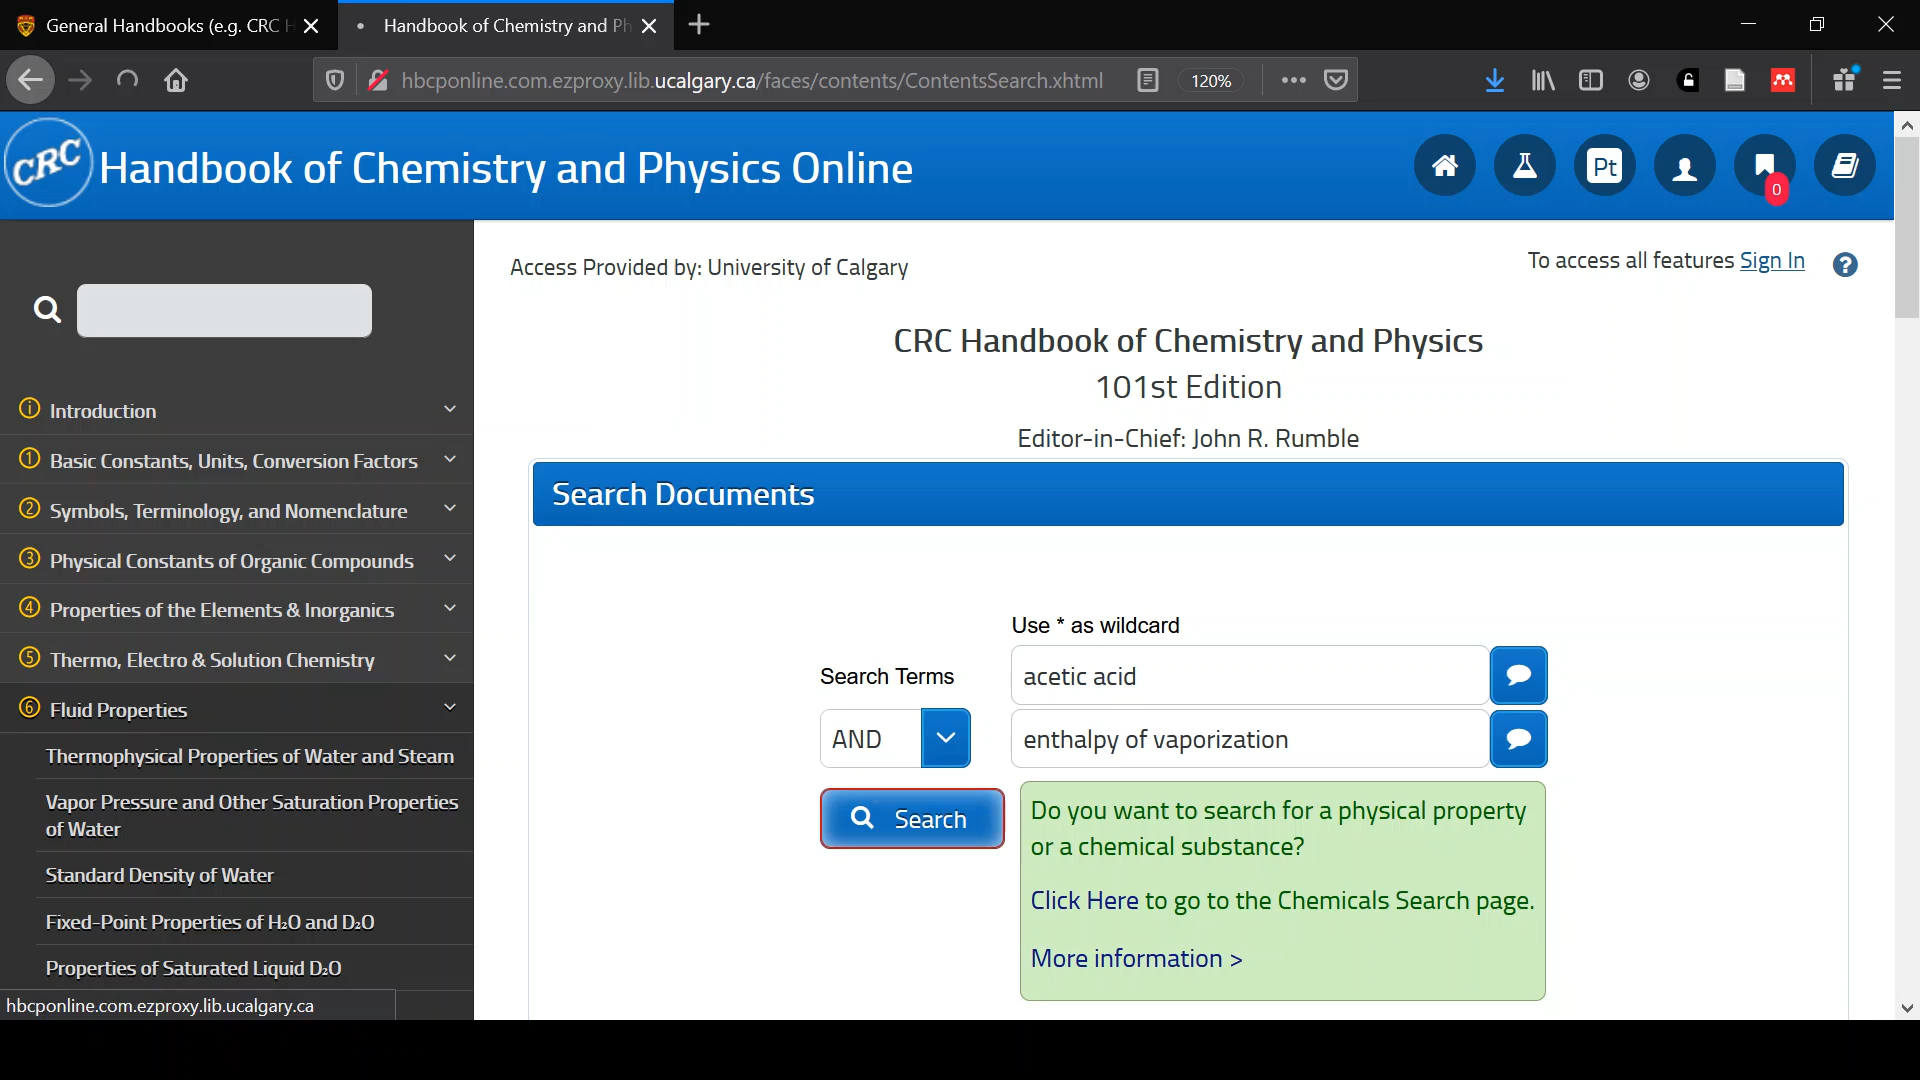 General Handbooks (e.g. CRC H
Handbook of Chemistry and Ph
hbcponline.com.ezproxy.lib.ucalgary.ca/faces/contents/ContentsSearch.xhtml
120%
CRC
Handbook of Chemistry and Physics Online
Pt
0
Access Provided by: University of Calgary
To access all features Sign In
?
CRC Handbook of Chemistry and Physics
101st Edition
Editor-in-Chief: John R. Rumble
i Introduction
1 Basic Constants, Units, Conversion Factors
2 Symbols, Terminology, and Nomenclature
3 Physical Constants of Organic Compounds
4 Properties of the Elements & Inorganics
5 Thermo, Electro & Solution Chemistry
6 Fluid Properties
Thermophysical Properties of Water and Steam
Vapor Pressure and Other Saturation Properties
of Water
Standard Density of Water
Fixed-Point Properties of H₂O and D₂O
Properties of Saturated Liquid D₂O
Search Documents
Use * as wildcard
Search Terms
acetic acid
AND
enthalpy of vaporization
Search
Do you want to search for a physical property
or a chemical substance?
Click Here to go to the Chemicals Search page.
More information >
hbcponline.com.ezproxy.lib.ucalgary.ca